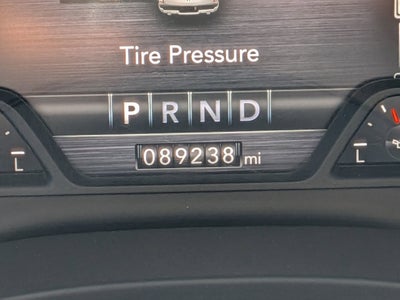 Tire Pressure
P R N D
089238 mi
L L